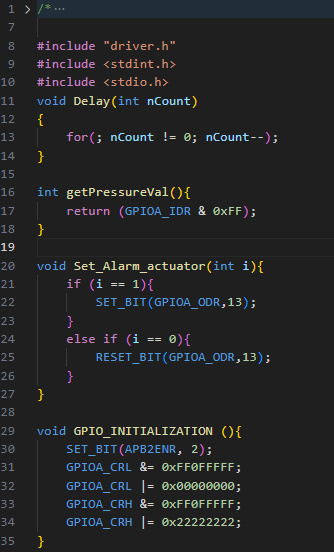 1 > /* ···
7
8 #include "driver.h"
9 #include <stdint.h>
10 #include <stdio.h>
11 void Delay(int nCount)
12 {
13     for(; nCount != 0; nCount--);
14 }
15
16 int getPressureVal(){
17     return (GPIOA_IDR & 0xFF);
18 }
19
20 void Set_Alarm_actuator(int i){
21     if (i == 1){
22         SET_BIT(GPIOA_ODR,13);
23     }
24     else if (i == 0){
25         RESET_BIT(GPIOA_ODR,13);
26     }
27 }
28
29 void GPIO_INITIALIZATION (){
30     SET_BIT(APB2ENR, 2);
31     GPIOA_CRL &= 0xFF0FFFFF;
32     GPIOA_CRL |= 0x00000000;
33     GPIOA_CRH &= 0xFF0FFFFF;
34     GPIOA_CRH |= 0x22222222;
35 }